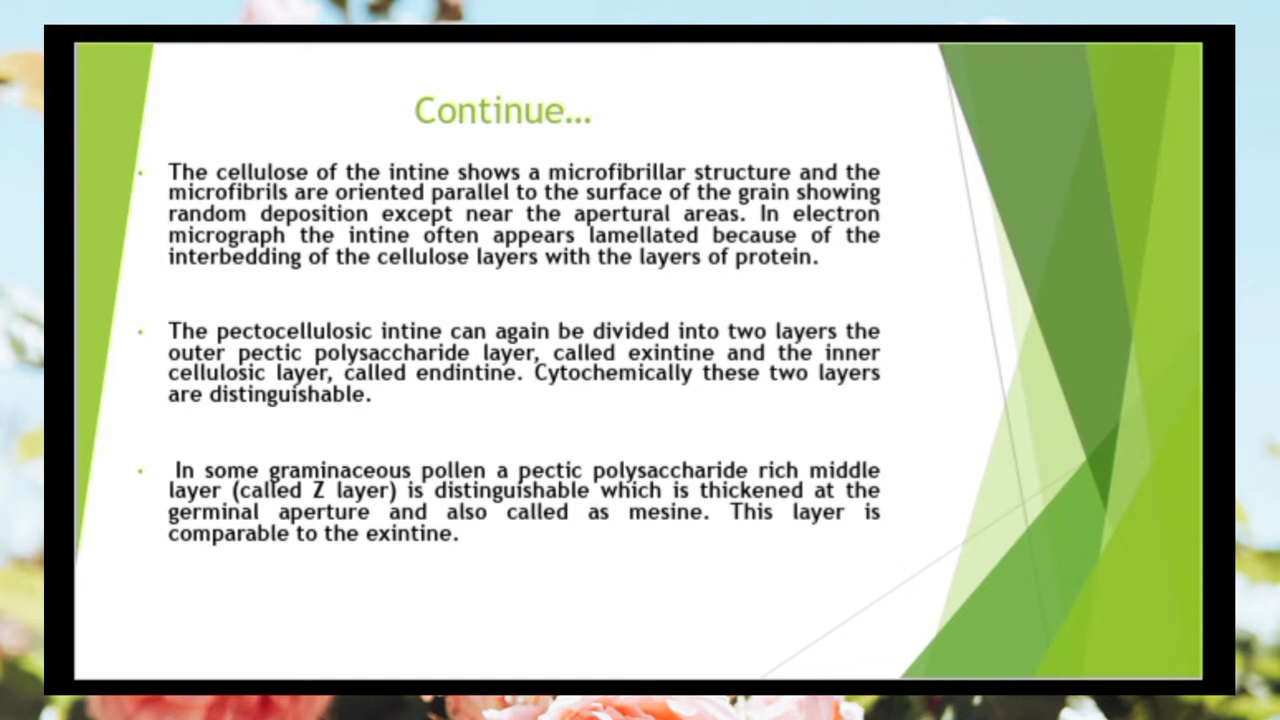 Continue...
The cellulose of the intine shows a microfibrillar structure and the
microfibrils are oriented parallel to the surface of the grain showing
random deposition except near the apertural areas. In electron
micrograph the intine often appears lamellated because of the
interbedding of the cellulose layers with the layers of protein.
The pectocellulosic intine can again be divided into two layers the
outer pectic polysaccharide layer, called exintine and the inner
cellulosic layer, called endintine. Cytochemically these two layers
are distinguishable.
In some graminaceous pollen a pectic polysaccharide rich middle
layer (called Z layer) is distinguishable which is thickened at the
germinal aperture and also called as mesine. This layer is
comparable to the exintine.